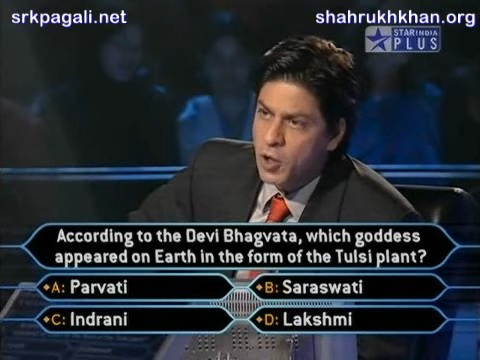 srkpagali.net
shahrukhkhan.org
STAR INDIA
PLUS
According to the Devi Bhagvata, which goddess
appeared on Earth in the form of the Tulsi plant?
A: Parvati
B: Saraswati
C: Indrani
D: Lakshmi